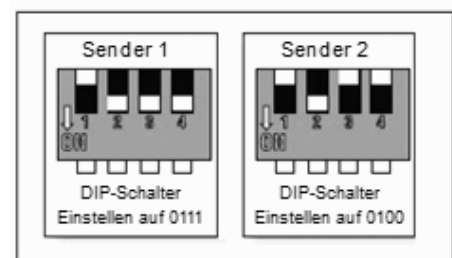 Sender 1
1 2 3 4
ON
DIP-Schalter
Einstellen auf 0111
Sender 2
1 2 3 4
ON
DIP-Schalter
Einstellen auf 0100